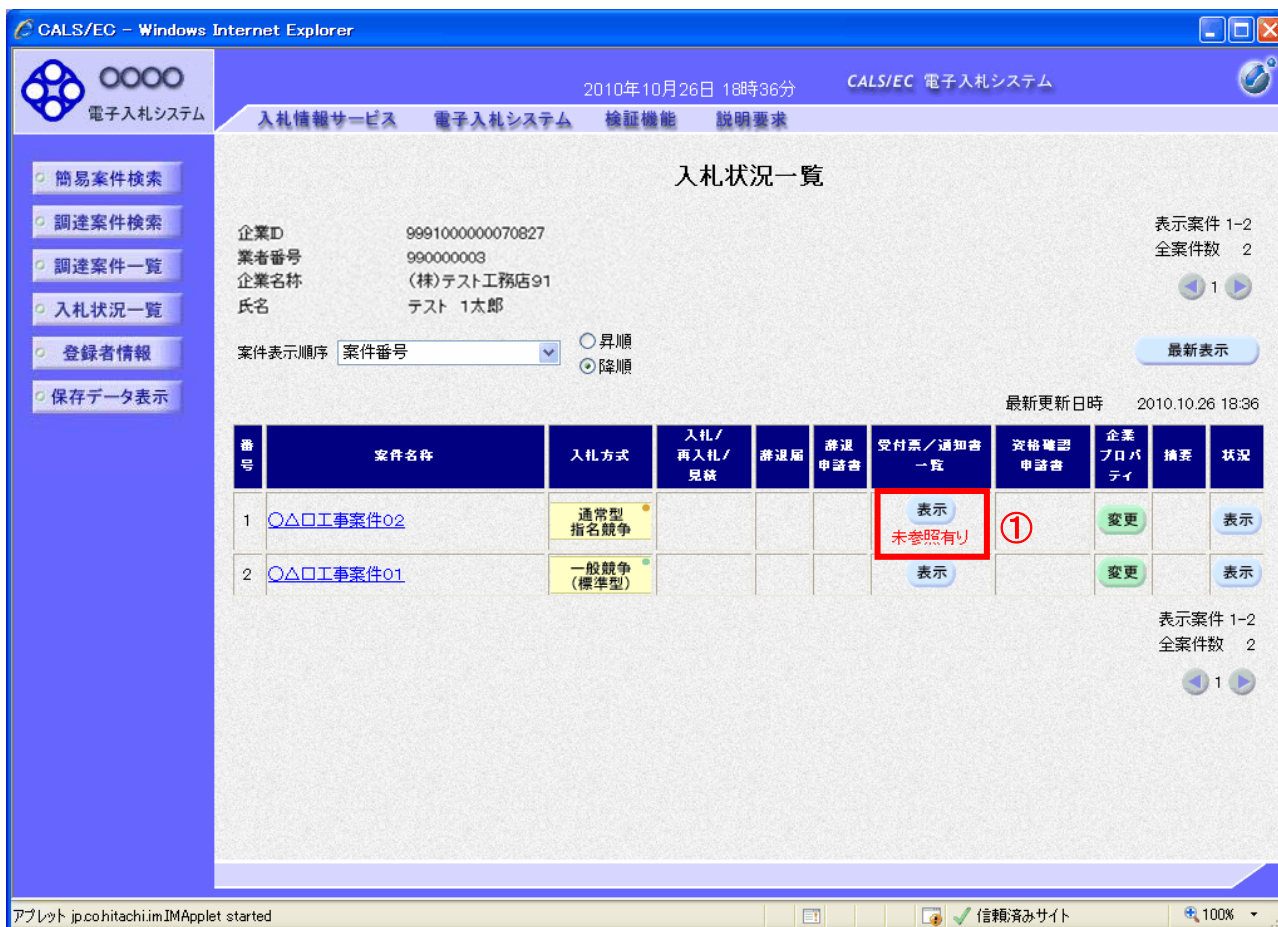 CALS/EC - Windows Internet Explorer
○○○○
電子入札システム
2010年10月26日 18時36分
CALS/EC 電子入札システム
入札情報サービス 電子入札システム 検証機能 説明要求
簡易案件検索
調達案件検索
調達案件一覧
入札状況一覧
登録者情報
保存データ表示
入札状況一覧
企業ID 9991000000070827
業者番号 990000003
企業名称 (株)テスト工務店91
氏名 テスト 1太郎
表示案件 1-2
全案件数 2
1
案件表示順序 案件番号
昇順
降順
最新表示
最新更新日時 2010.10.26 18:36
番号 案件名称 入札方式 入札/再入札/見積 辞退届 辞退申請書 受付票/通知書一覧 資格確認申請書 企業プロパティ 摘要 状況
1 ○△□工事案件02 通常型指名競争 表示 未参照有り ① 変更 表示
2 ○△□工事案件01 一般競争(標準型) 表示 変更 表示
表示案件 1-2
全案件数 2
1
アプレット jp.co.hitachi.im.IMApplet started
信頼済みサイト
100%